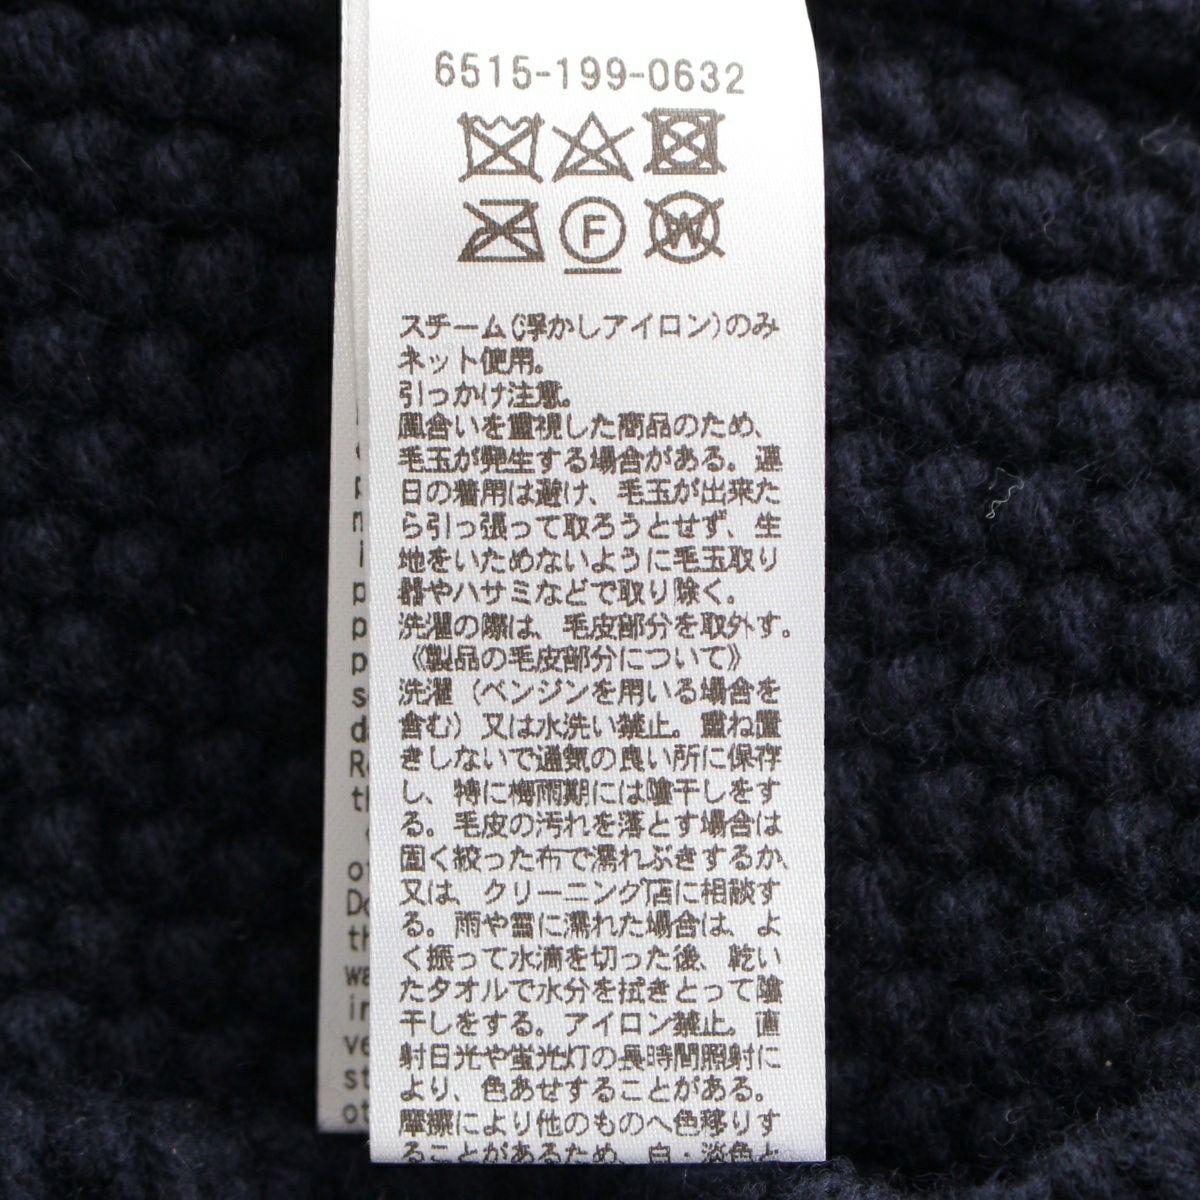 6515-199-0632
F
W
スチーム(浮かしアイロン)のみ
ネット使用。
引っかけ注意。
風合いを重視した商品のため、
毛玉が発生する場合がある。連
日の着用は避け、毛玉が出来た
ら引っ張って取ろうとせず、生
地をいためないように毛玉取り
器やハサミなどで取り除く。
洗濯の際は、毛皮部分を取外す。
《製品の毛皮部分について》
洗濯（ベンジンを用いる場合を
含む）又は水洗い禁止。重ね置
きしないで通気の良い所に保存
し、特に梅雨期には陰干しをす
る。毛皮の汚れを落とす場合は
固く絞った布で濡れぶきするか、
又は、クリーニング店に相談す
る。雨や雪に濡れた場合は、よ
く振って水滴を切った後、乾い
たタオルで水分を拭きとって陰
干しをする。アイロン禁止。直
射日光や蛍光灯の長時間照射に
より、色あせすることがある。
摩擦により他のものへ色移りす
ることがあるため、白・淡色と